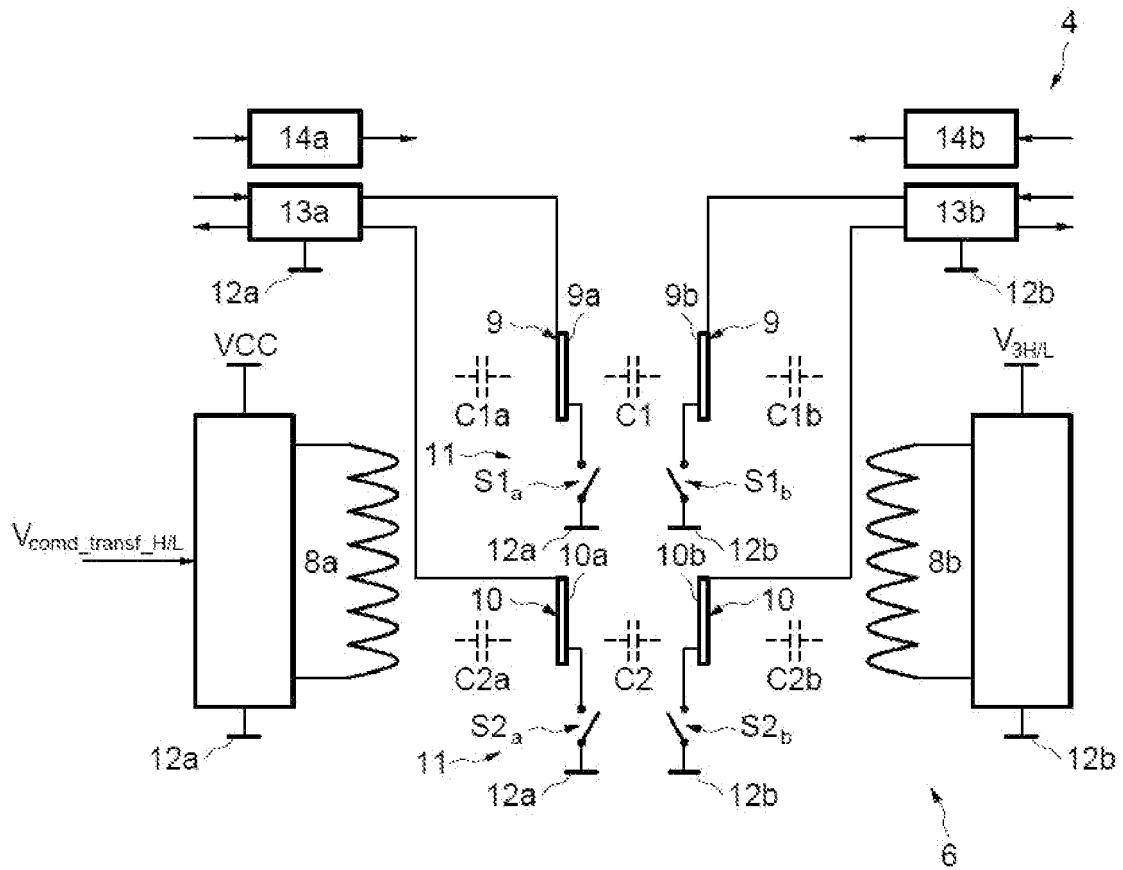 4
14a
14b
13a
13b
12a
12b
9
9a
9b
9
VCC
V3H/L
C1a
C1
C1b
11
S1a
S1b
Vcomd_transf_H/L
8a
12a
10a
10b
12b
8b
10
10
C2a
C2
C2b
S2a
S2b
12a
11
12a
12b
12b
6